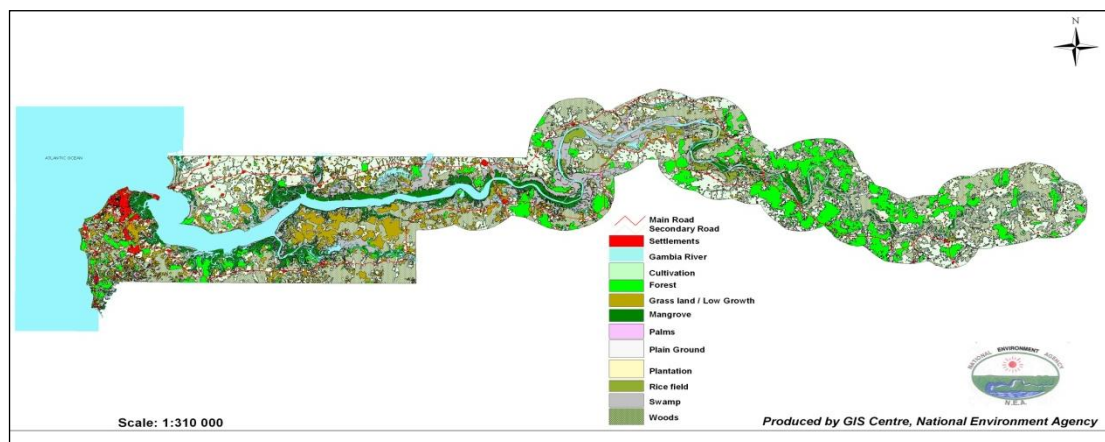 N
ATLANTIC OCEAN
Main Road
Secondary Road
Settlements
Gambia River
Cultivation
Forest
Grass land / Low Growth
Mangrove
Palms
Plain Ground
Plantation
Rice field
Swamp
Woods
NATIONAL ENVIRONMENT AGENCY
N.E.A.
Scale: 1:310 000
Produced by GIS Centre, National Environment Agency